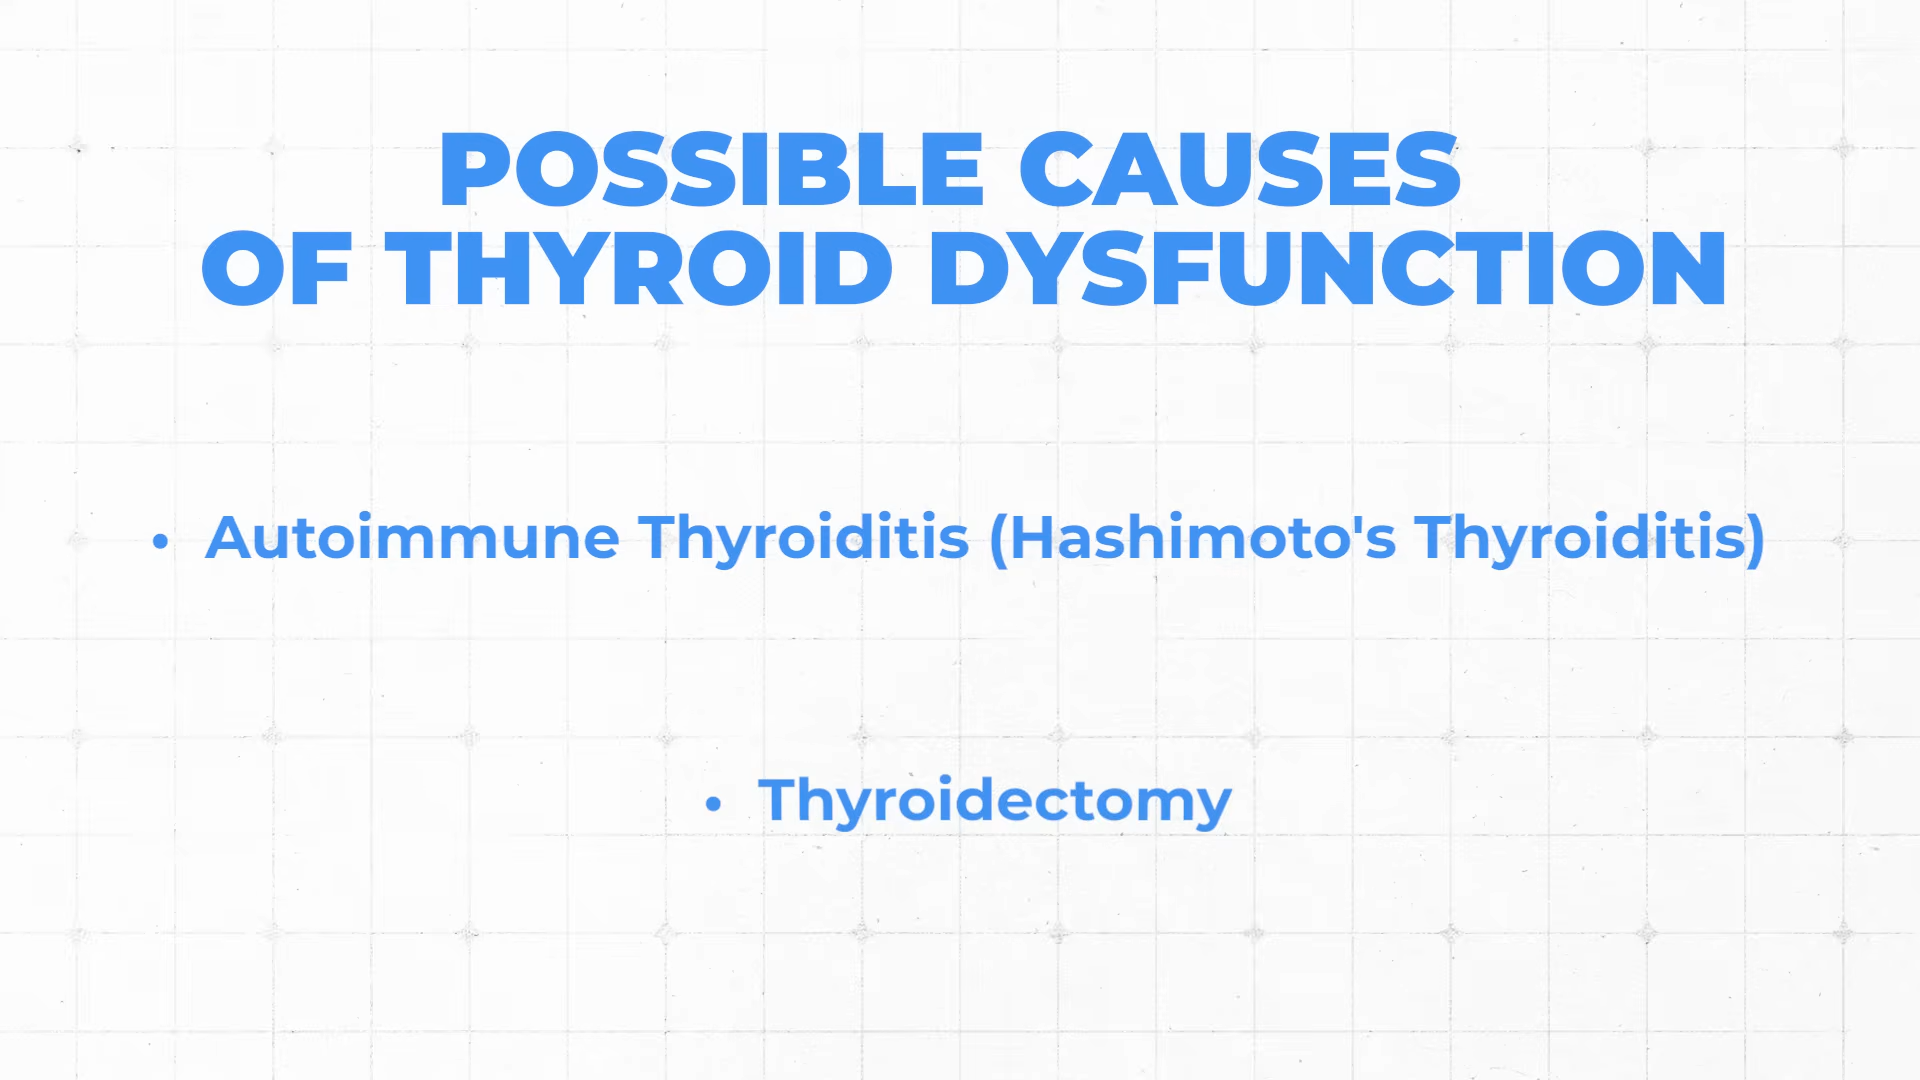 POSSIBLE CAUSES
OF THYROID DYSFUNCTION
• Autoimmune Thyroiditis (Hashimoto's Thyroiditis)
• Thyroidectomy